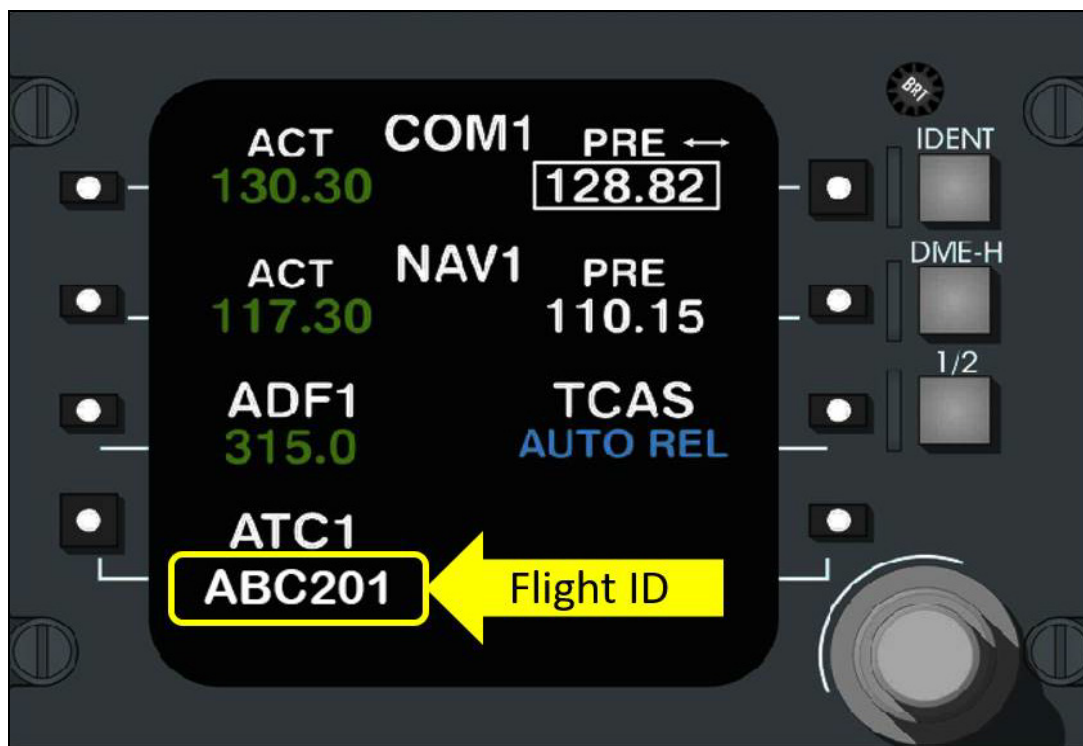 BRT
ACT COM1 PRE ↔ IDENT
130.30 128.82
ACT NAV1 PRE DME-H
117.30 110.15
1/2
ADF1 TCAS
315.0 AUTO REL
ATC1
ABC201 Flight ID